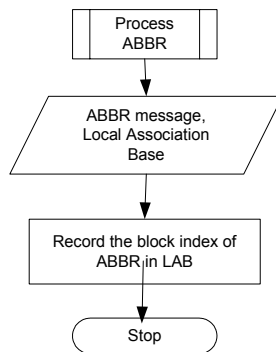 Process
ABBR
ABBR message,
Local Association
Base
Record the block index of
ABBR in LAB
Stop